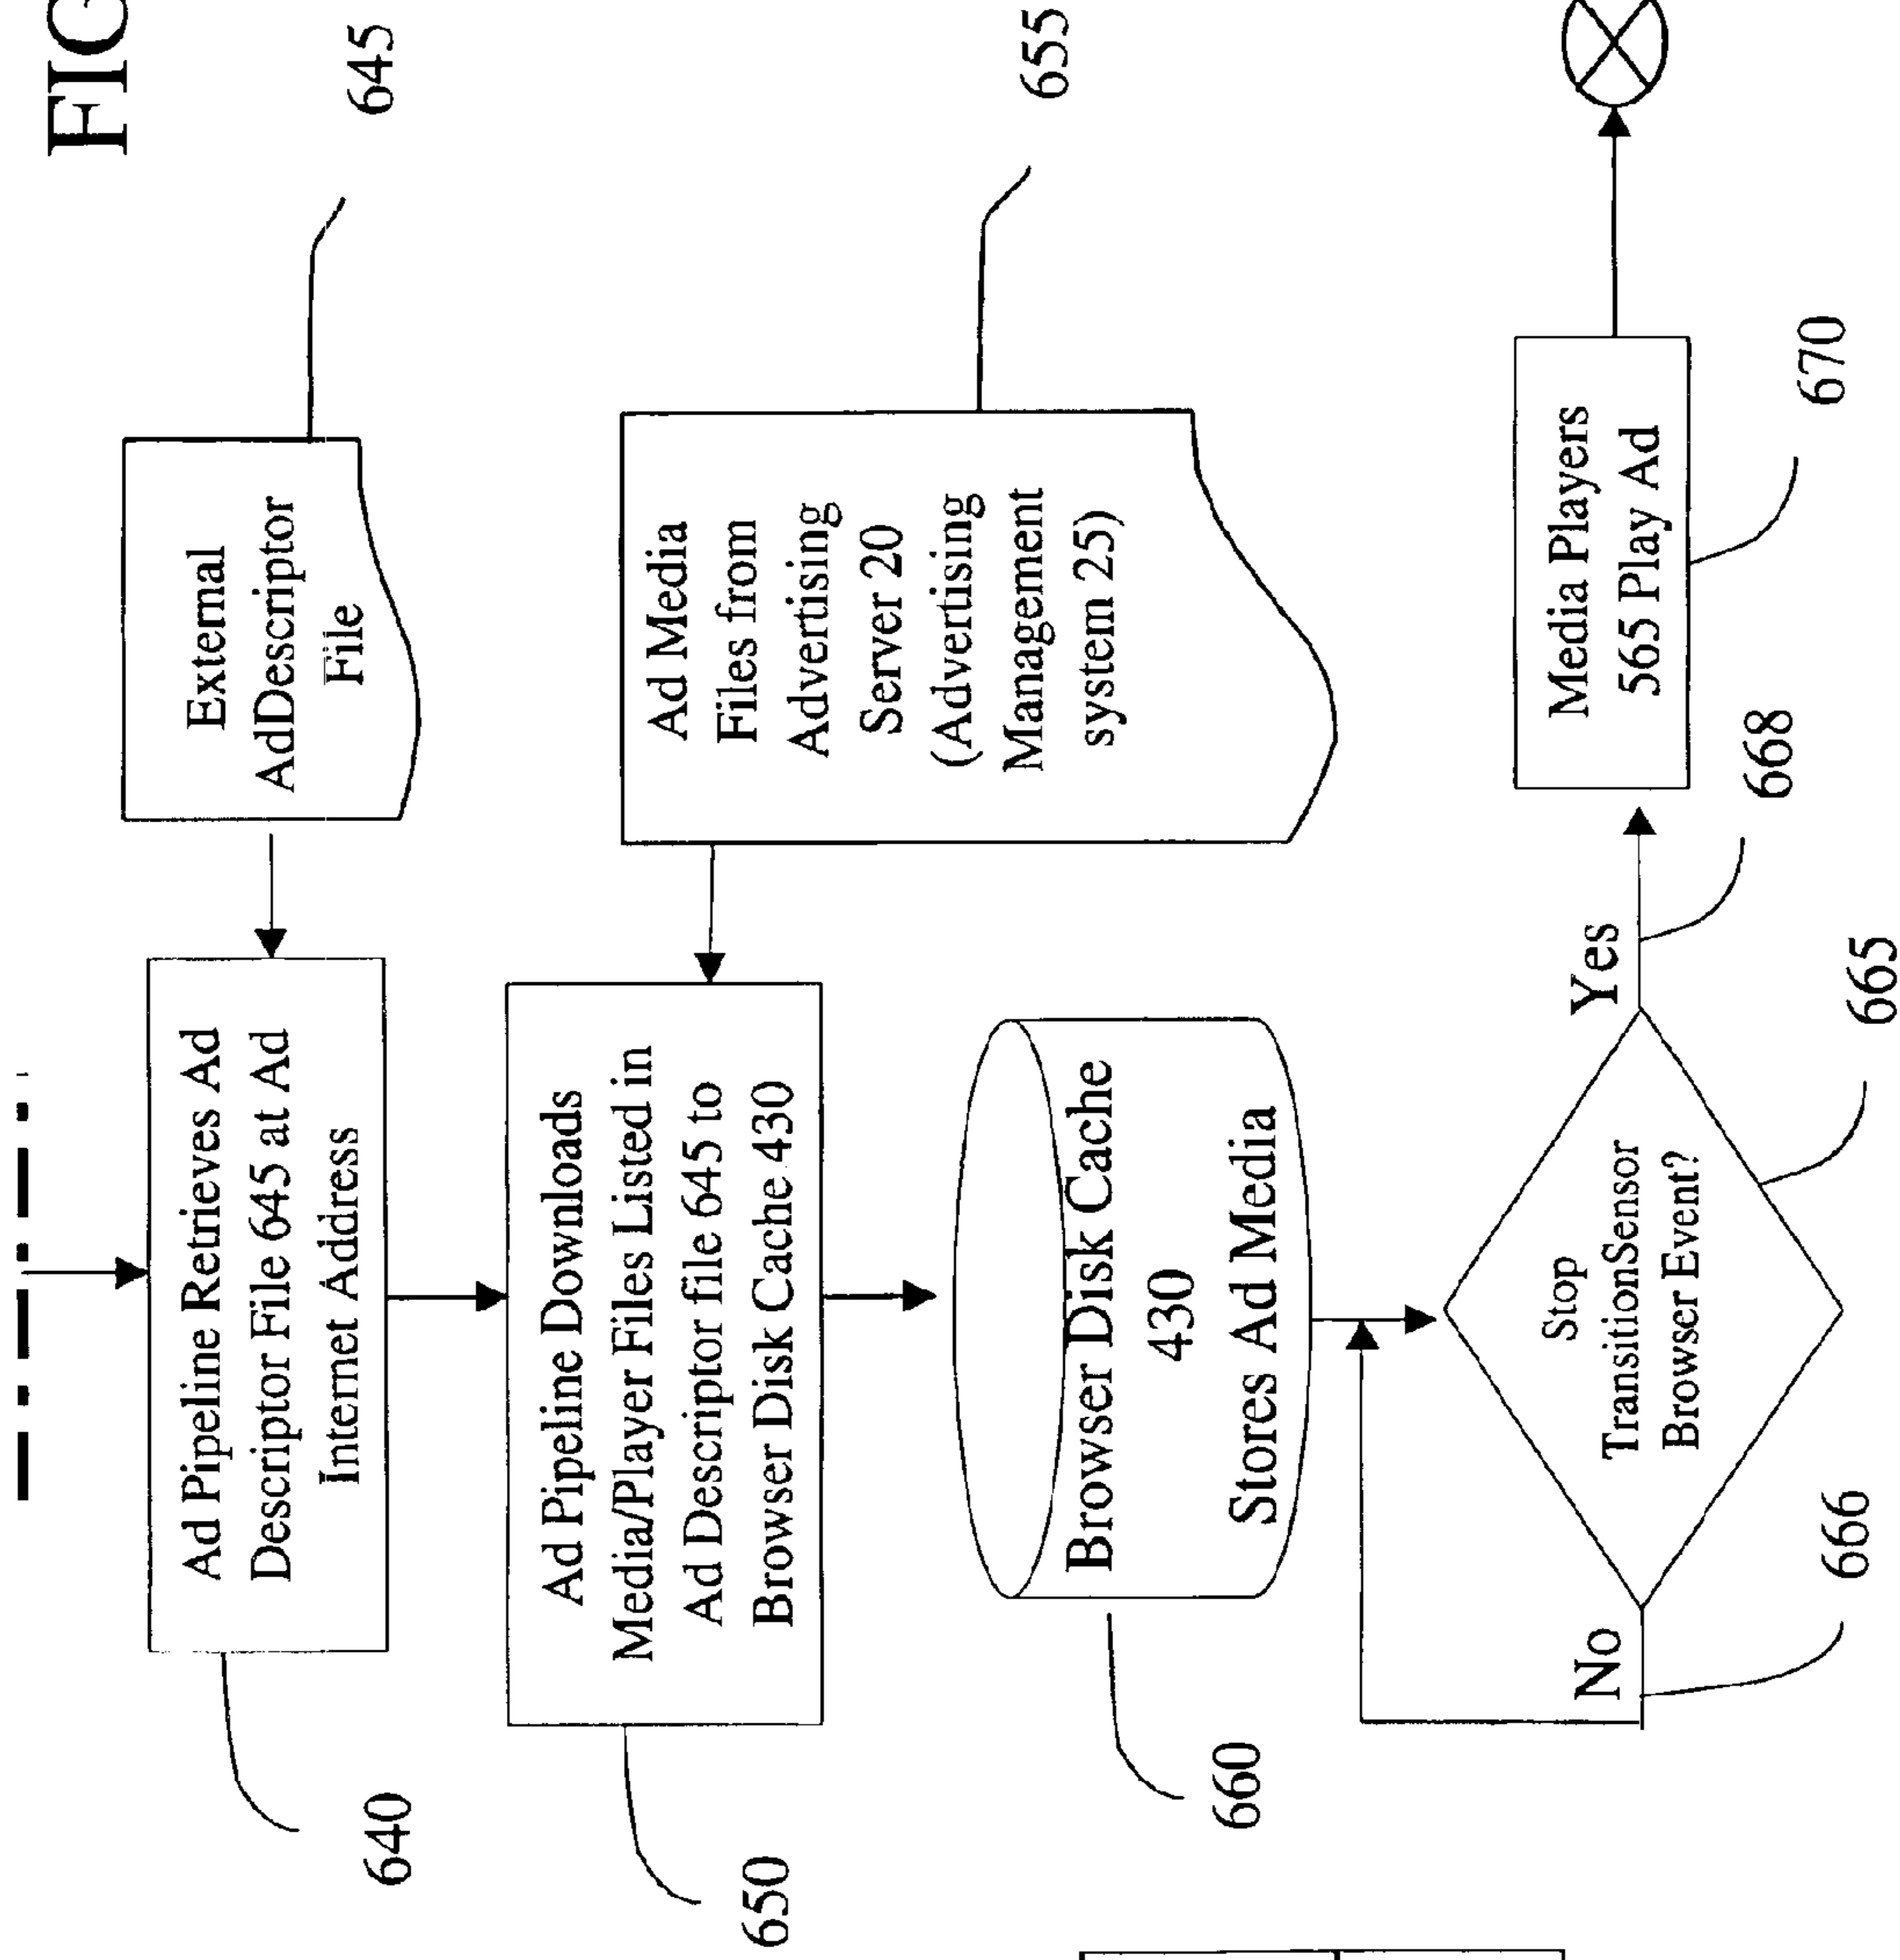 FIG
Ad Pipeline Retrieves Ad
Descriptor File 645 at Ad
Internet Address
640
External
AdDescriptor
File
645
Ad Pipeline Downloads
Media/Player Files Listed in
Ad Descriptor file 645 to
Browser Disk Cache 430
650
Ad Media
Files from
Advertising
Server 20
(Advertising
Management
system 25)
655
Browser Disk Cache
430
Stores Ad Media
660
Stop
TransitionSensor
Browser Event?
665
No
666
Yes
668
Media Players
565 Play Ad
670